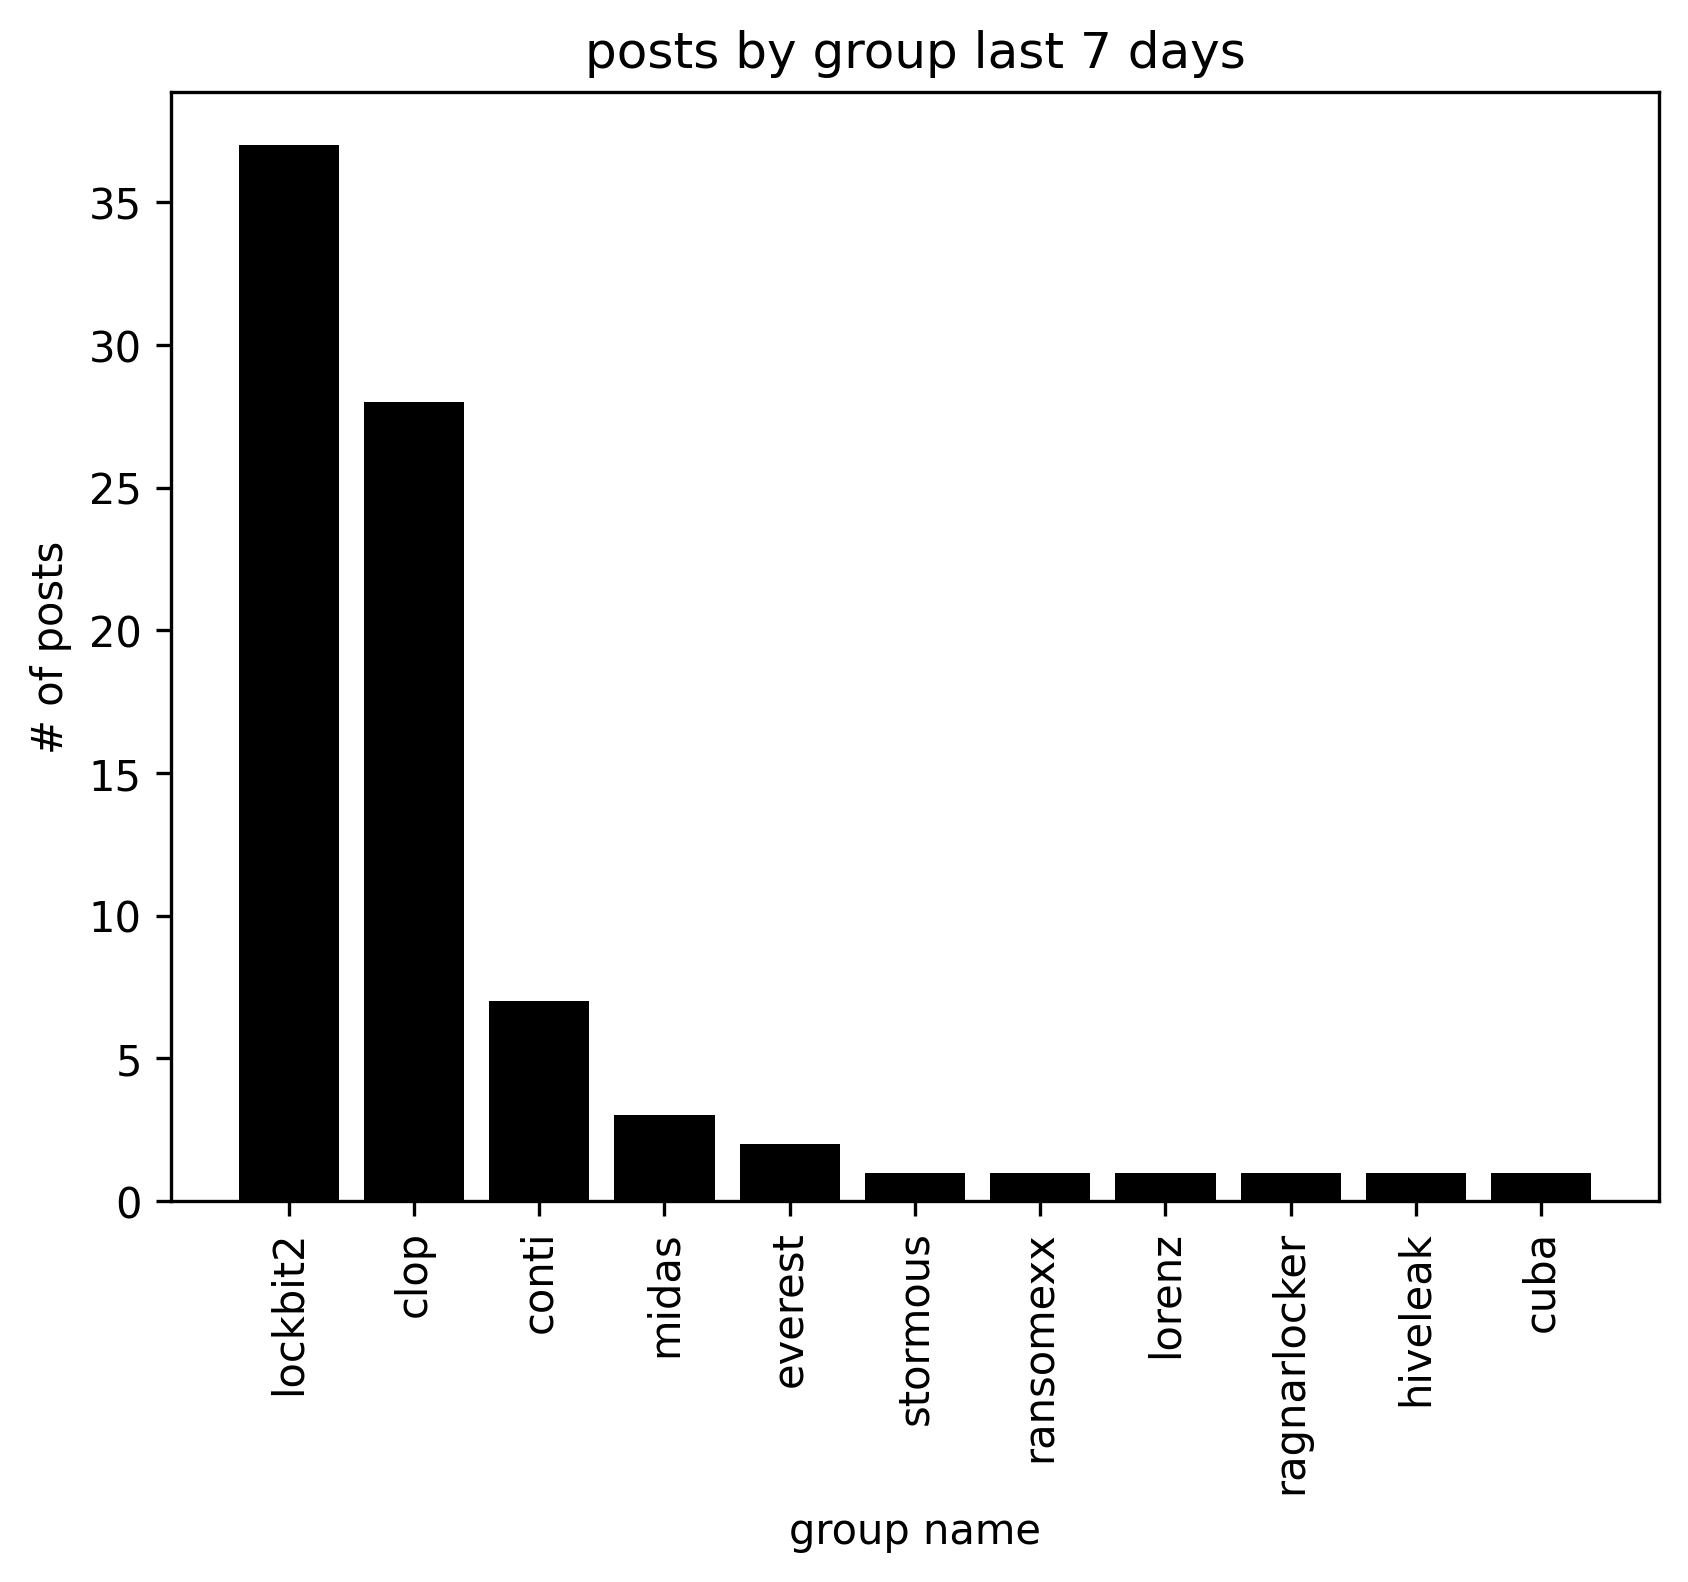 posts by group last 7 days
# of posts
35
30
25
20
15
10
5
0
lockbit2
clop
conti
midas
everest
stormous
ransomexx
lorenz
ragnarlocker
hiveleak
cuba
group name